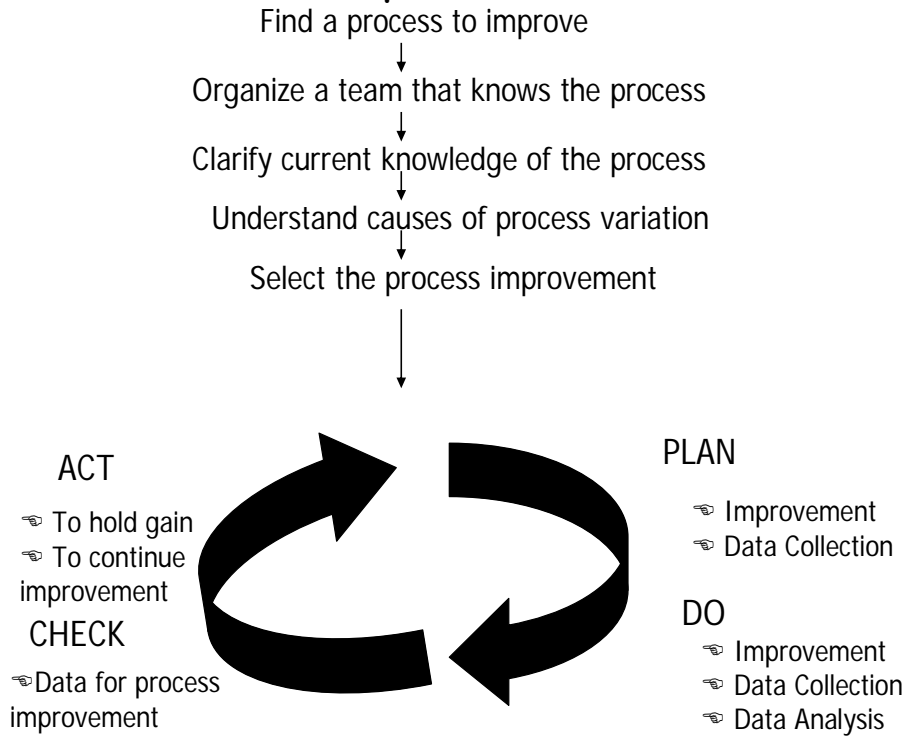 Find a process to improve
Organize a team that knows the process
Clarify current knowledge of the process
Understand causes of process variation
Select the process improvement
ACT
☜ To hold gain
☜ To continue
improvement
CHECK
☜Data for process
improvement
PLAN
☜ Improvement
☜ Data Collection
DO
☜ Improvement
☜ Data Collection
☜ Data Analysis